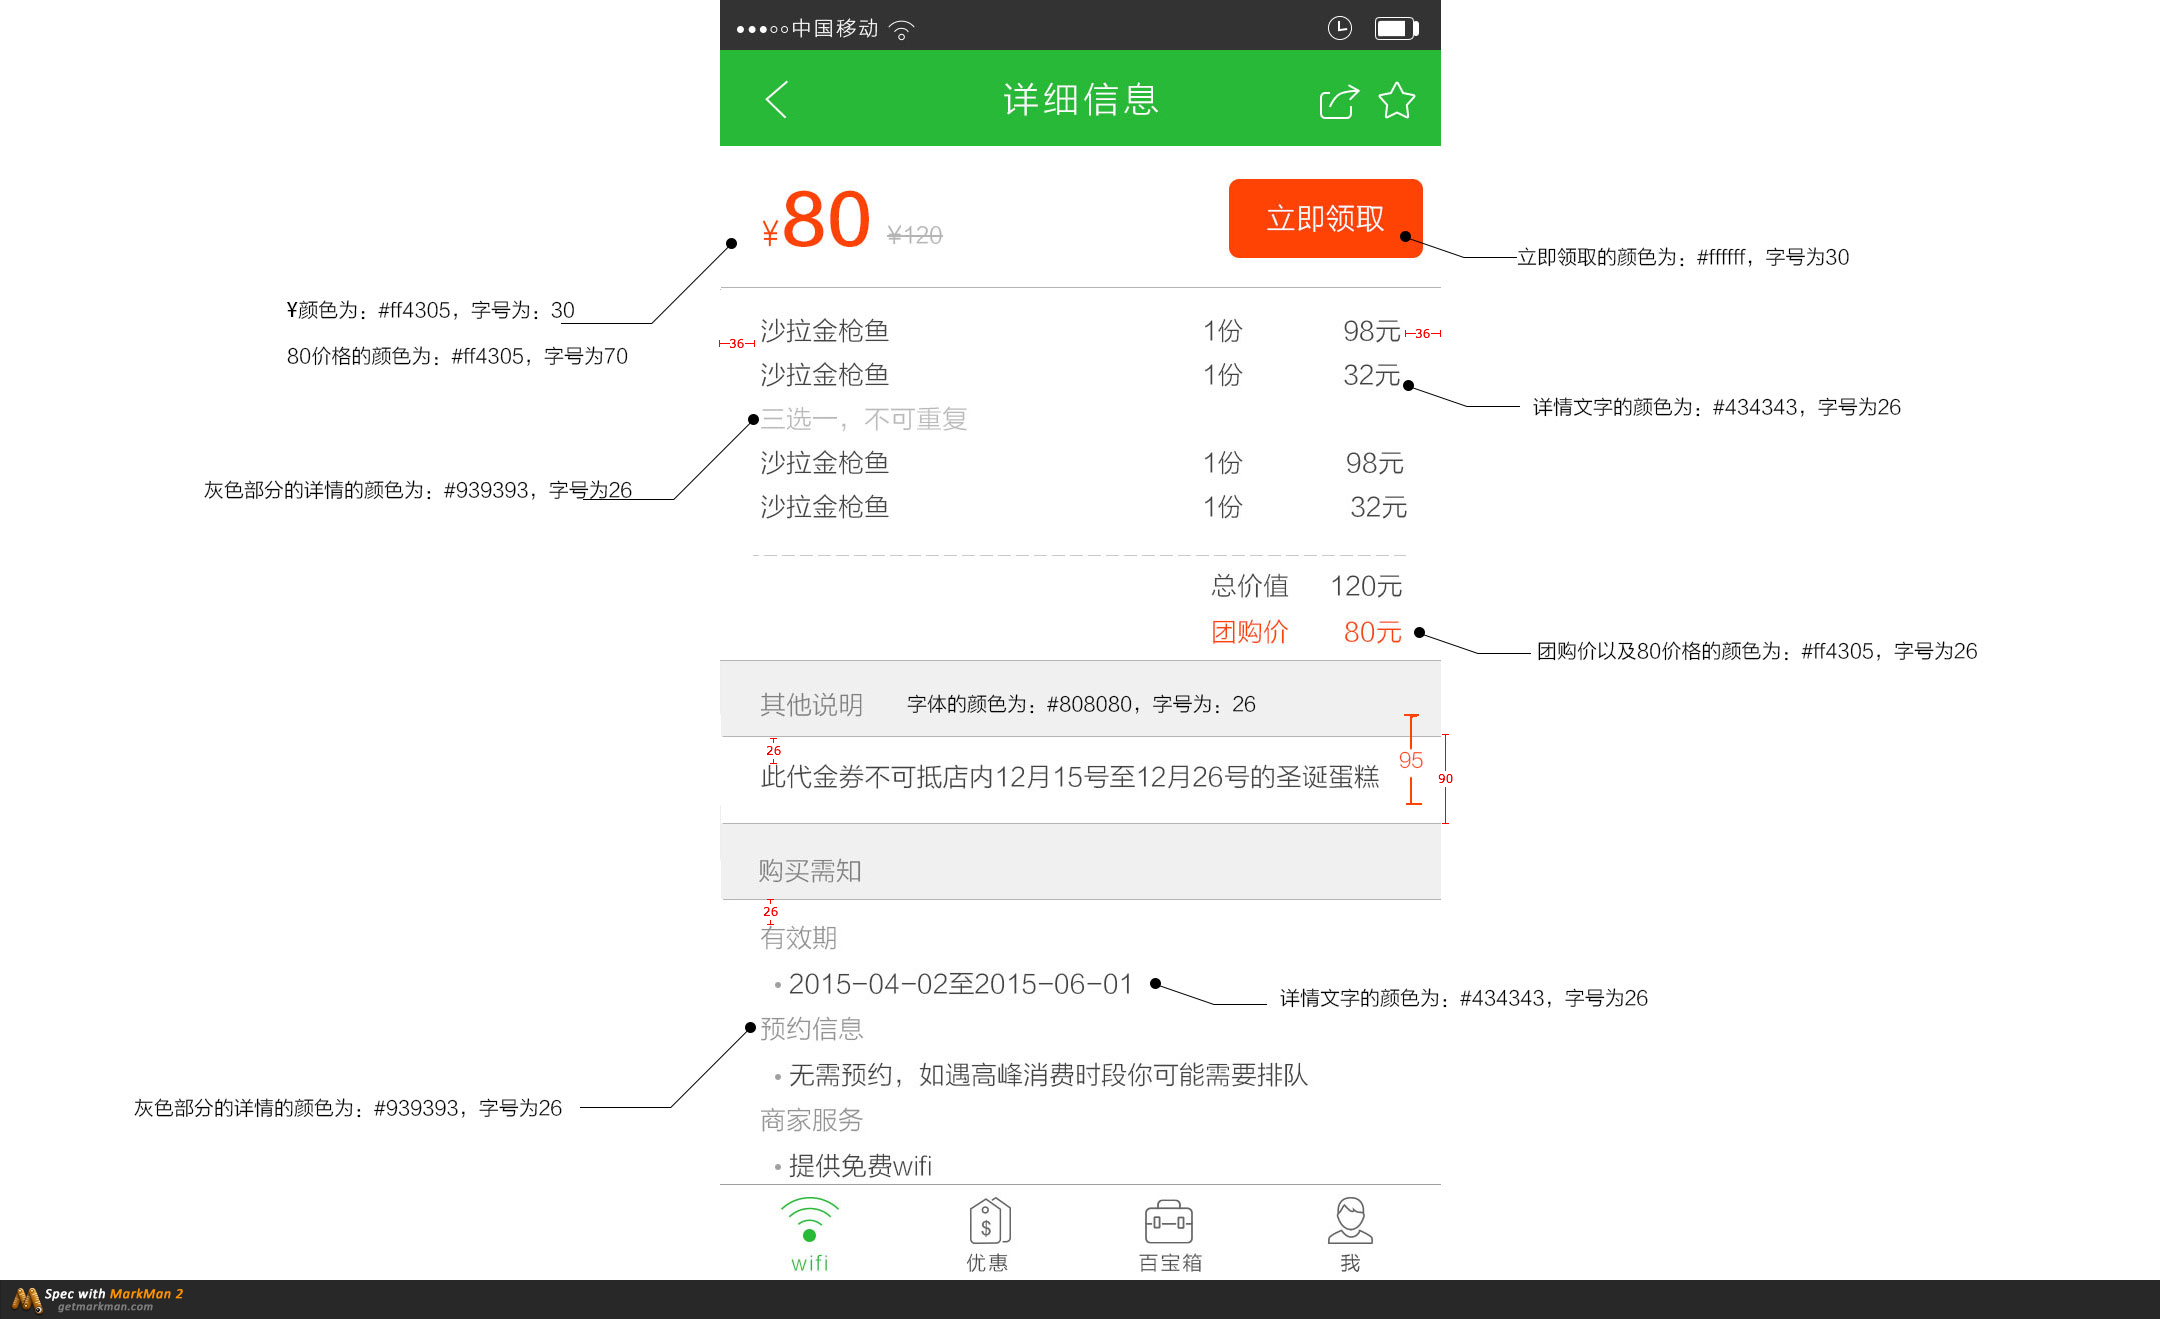 中国移动
详细信息
¥80 ¥120 立即领取
立即领取的颜色为：#ffffff，字号为30
¥颜色为：#ff4305，字号为：30
80价格的颜色为：#ff4305，字号为70
沙拉金枪鱼 1份 98元
36 36
沙拉金枪鱼 1份 32元
详情文字的颜色为：#434343，字号为26
三选一，不可重复
沙拉金枪鱼 1份 98元
灰色部分的详情的颜色为：#939393，字号为26
沙拉金枪鱼 1份 32元
总价值 120元
团购价 80元
团购价以及80价格的颜色为：#ff4305，字号为26
其他说明 字体的颜色为：#808080，字号为：26
26 95
此代金券不可抵店内12月15号至12月26号的圣诞蛋糕 90
购买需知
26
有效期
• 2015-04-02至2015-06-01
详情文字的颜色为：#434343，字号为26
预约信息
• 无需预约，如遇高峰消费时段你可能需要排队
灰色部分的详情的颜色为：#939393，字号为26
商家服务
• 提供免费wifi
$
wifi 优惠 百宝箱 我
Spec with MarkMan 2
getmarkman.com